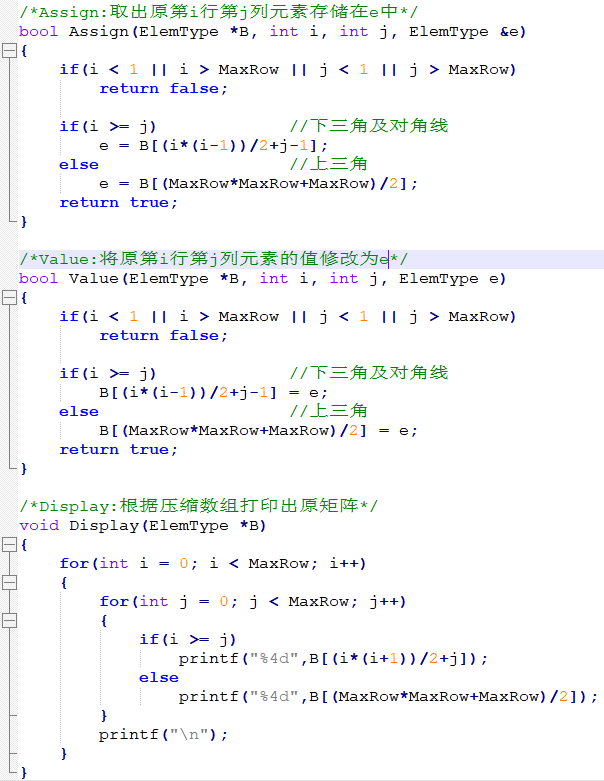 /*Assign:取出原第i行第j列元素存储在e中*/
bool Assign(ElemType *B, int i, int j, ElemType &e)
{
    if(i < 1 || i > MaxRow || j < 1 || j > MaxRow)
        return false;

    if(i >= j)             //下三角及对角线
        e = B[(i*(i-1))/2+j-1];
    else                   //上三角
        e = B[(MaxRow*MaxRow+MaxRow)/2];
    return true;
}

/*Value:将原第i行第j列元素的值修改为e*/
bool Value(ElemType *B, int i, int j, ElemType e)
{
    if(i < 1 || i > MaxRow || j < 1 || j > MaxRow)
        return false;

    if(i >= j)             //下三角及对角线
        B[(i*(i-1))/2+j-1] = e;
    else                   //上三角
        B[(MaxRow*MaxRow+MaxRow)/2] = e;
    return true;
}

/*Display:根据压缩数组打印出原矩阵*/
void Display(ElemType *B)
{
    for(int i = 0; i < MaxRow; i++)
    {
        for(int j = 0; j < MaxRow; j++)
        {
            if(i >= j)
                printf("%4d",B[(i*(i+1))/2+j]);
            else
                printf("%4d",B[(MaxRow*MaxRow+MaxRow)/2]);
        }
        printf("\n");
    }
}